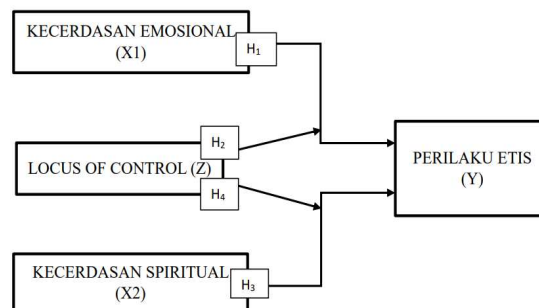 KECERDASAN EMOSIONAL
(X1)
H1
H2
LOCUS OF CONTROL (Z)
H4
PERILAKU ETIS
(Y)
KECERDASAN SPIRITUAL
(X2)
H3